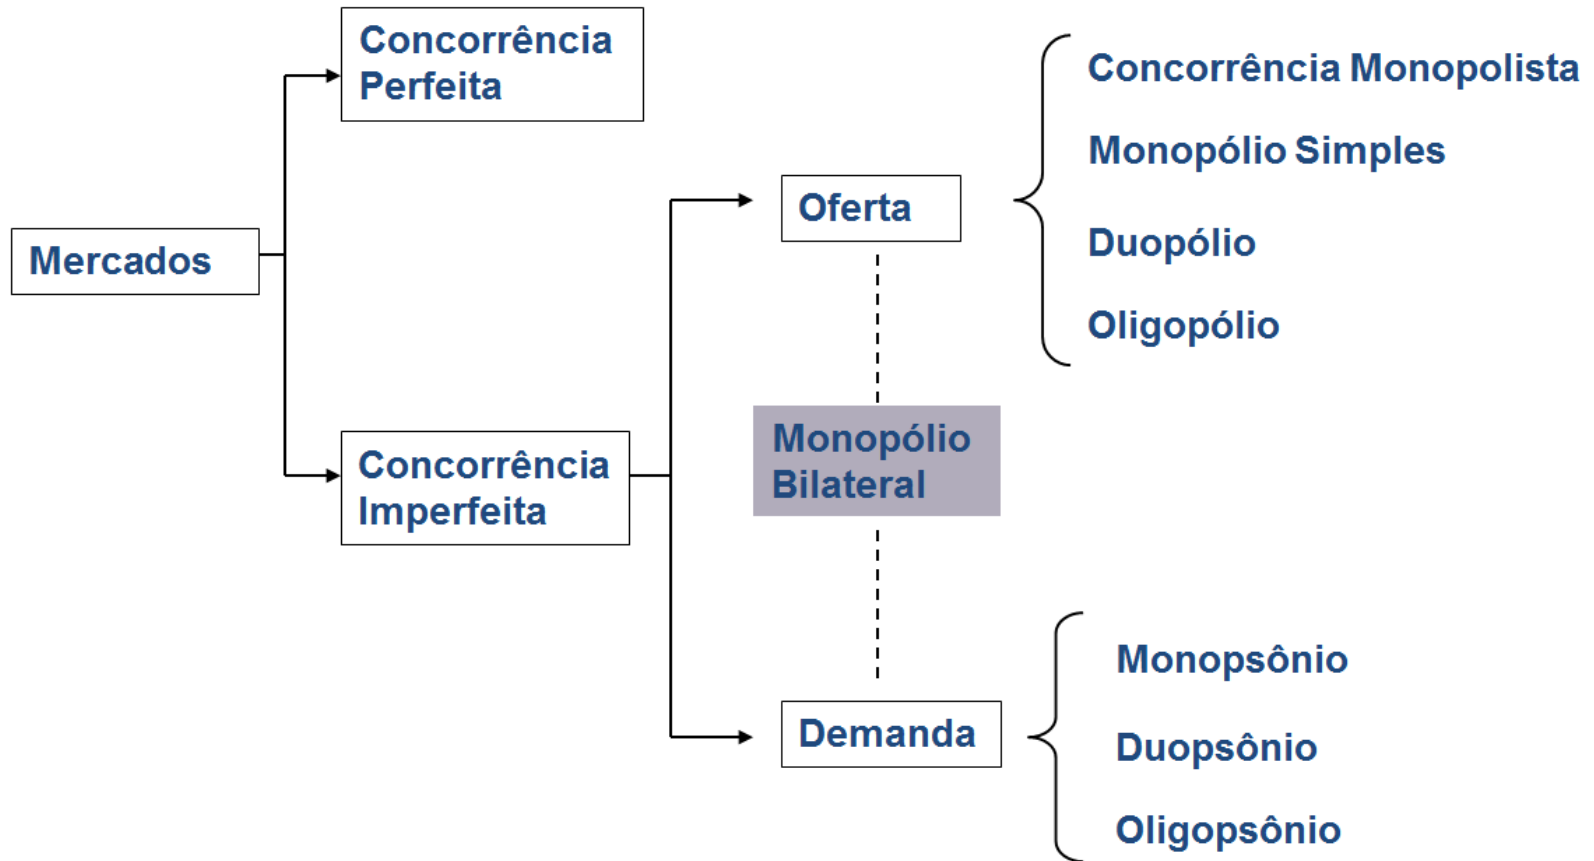 Concorrência
Perfeita
Concorrência Monopolista
Monopólio Simples
Oferta
Mercados
Duopólio
Oligopólio
Monopólio
Bilateral
Concorrência
Imperfeita
Monopsônio
Demanda
Duopsônio
Oligopsônio